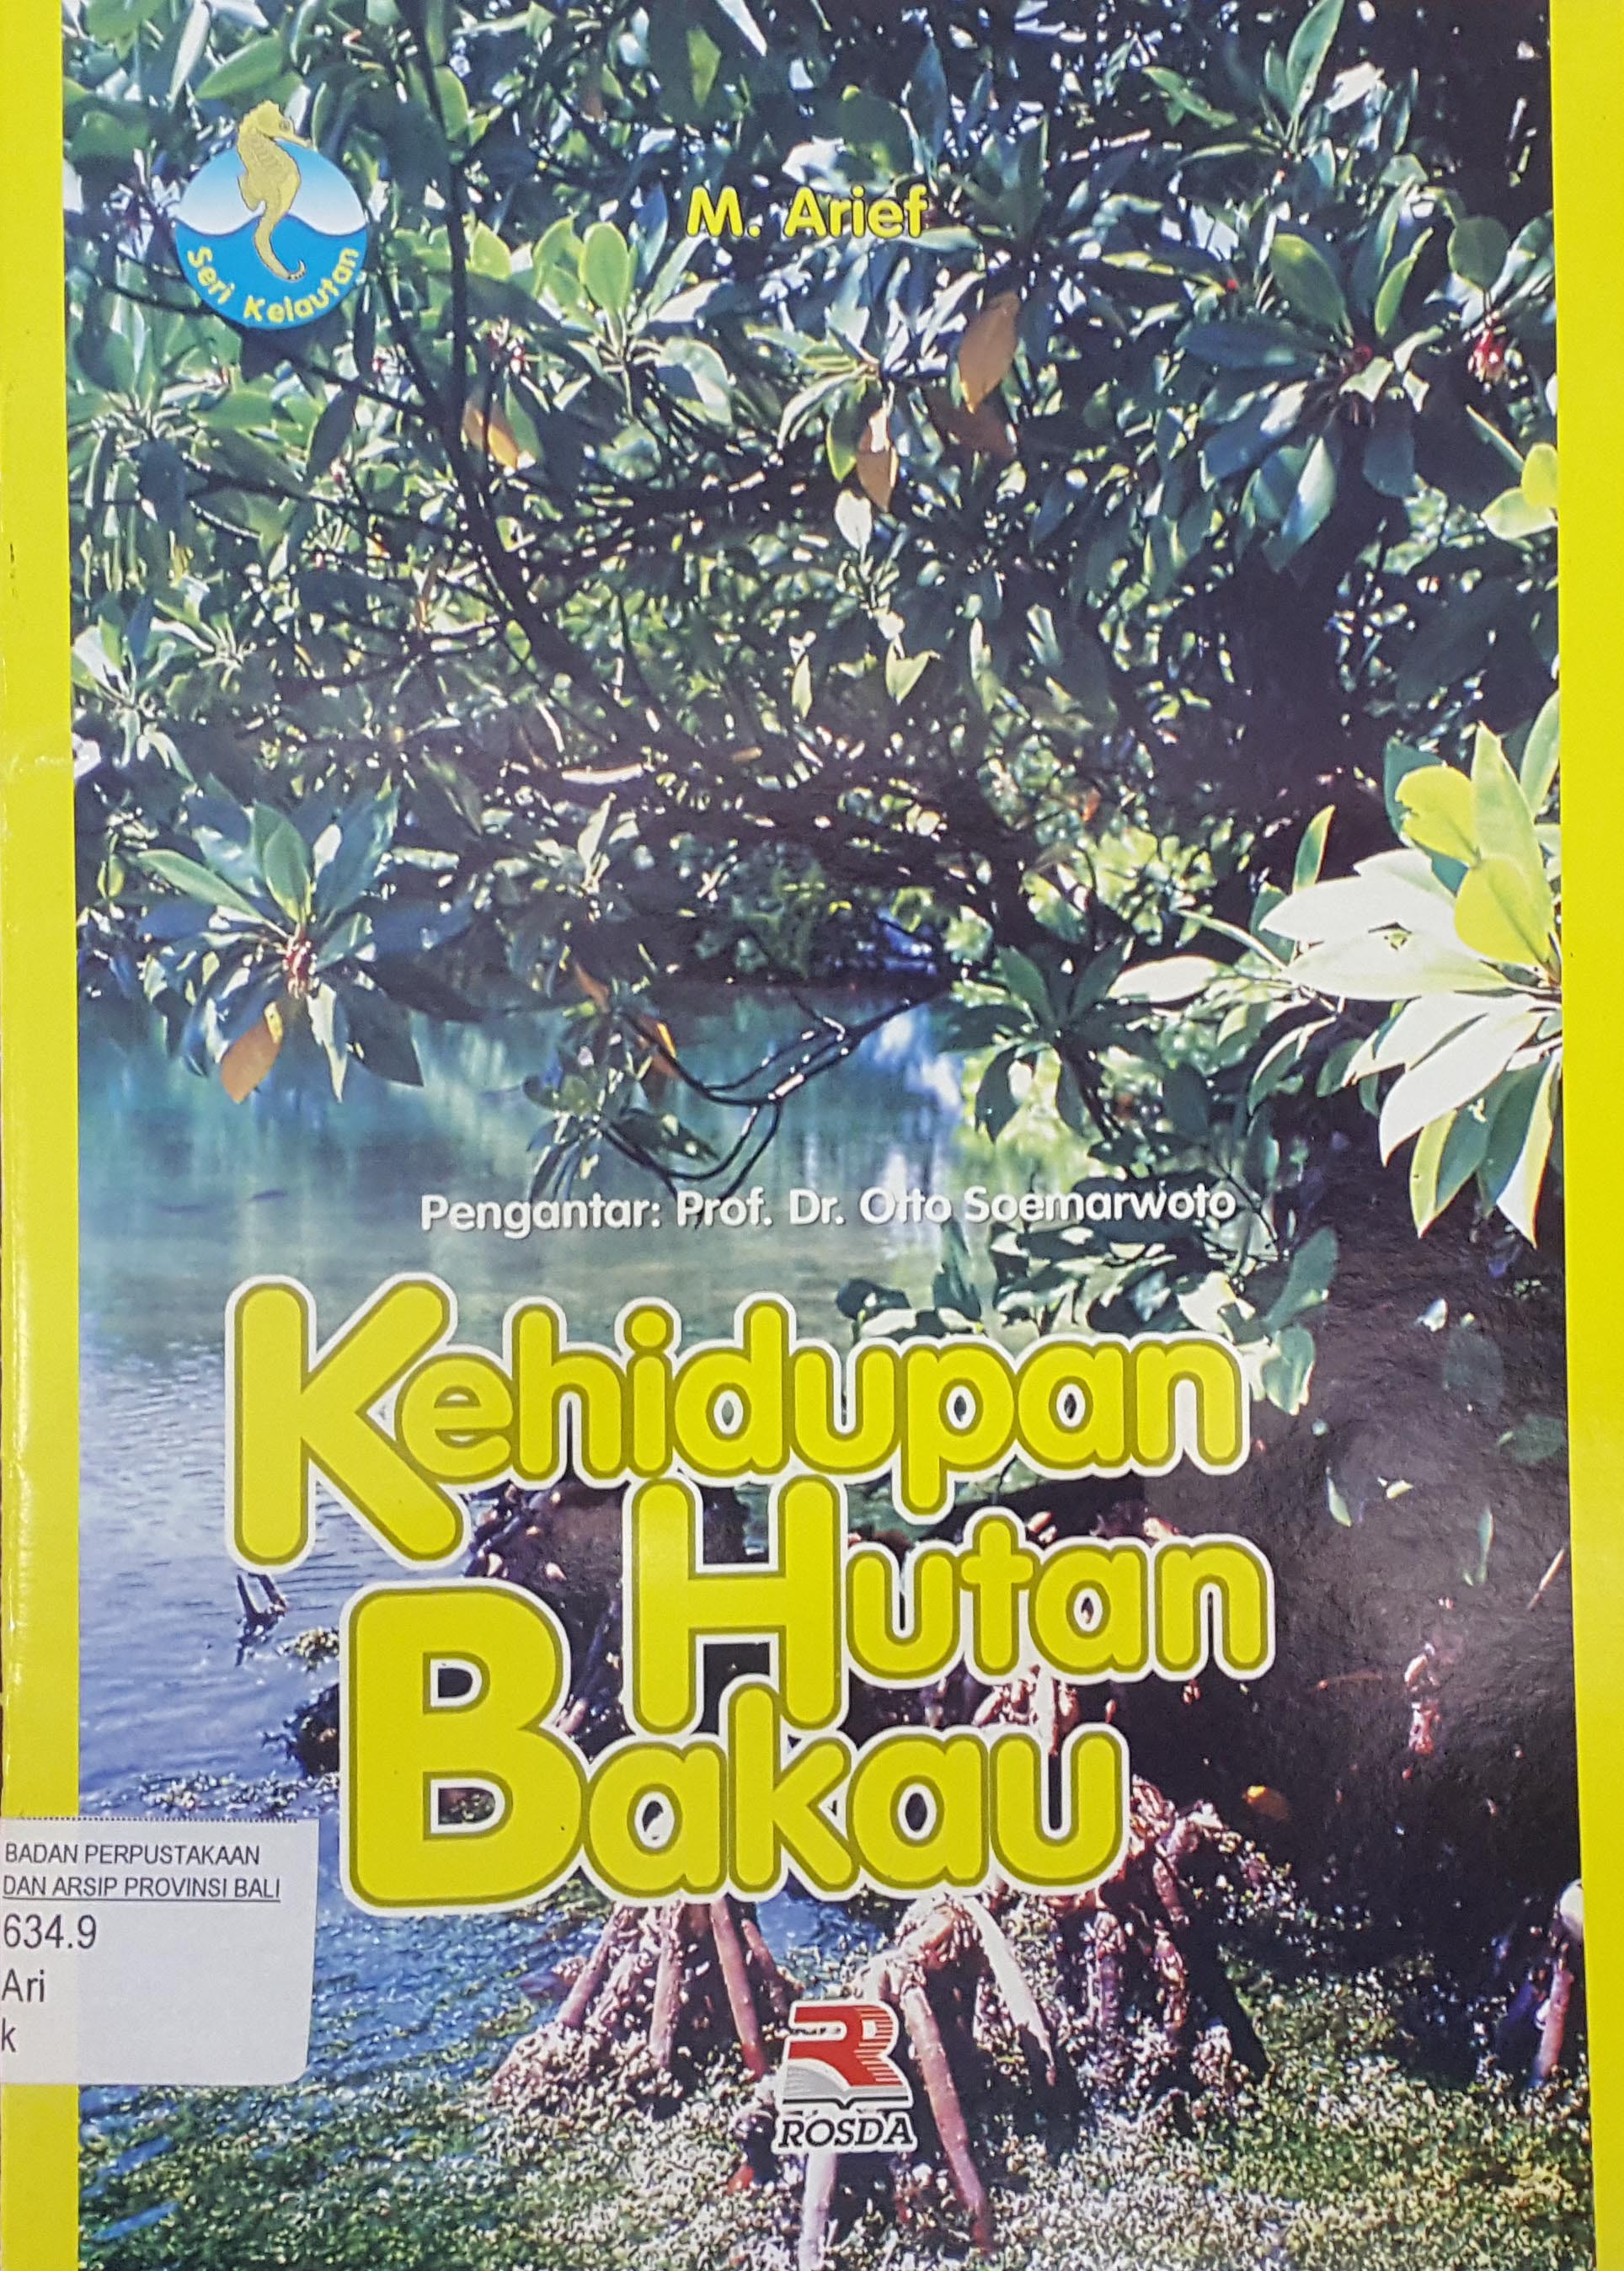 Seri Kelautan
M. Arief
Pengantar: Prof. Dr. Otto Soemarwoto
Kehidupan
Hutan
Bakau
BADAN PERPUSTAKAAN
DAN ARSIP PROVINSI BALI
634.9
Ari
k
ROSDA